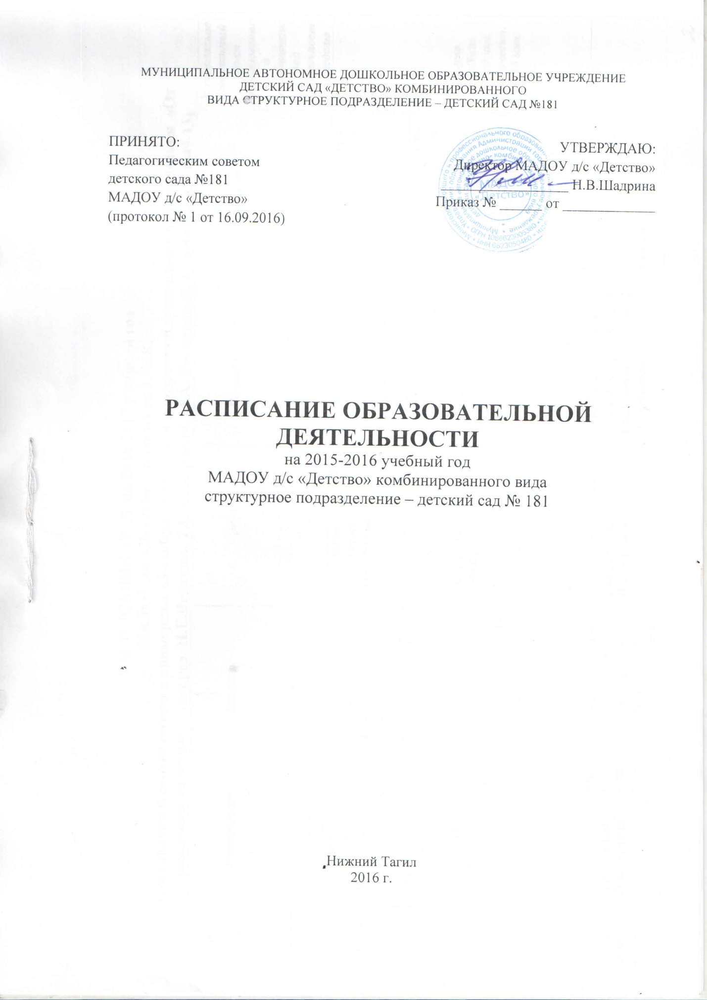 МУНИЦИПАЛЬНОЕ АВТОНОМНОЕ ДОШКОЛЬНОЕ ОБРАЗОВАТЕЛЬНОЕ УЧРЕЖДЕНИЕ
ДЕТСКИЙ САД «ДЕТСТВО» КОМБИНИРОВАННОГО
ВИДА СТРУКТУРНОЕ ПОДРАЗДЕЛЕНИЕ – ДЕТСКИЙ САД №181
ПРИНЯТО:
Педагогическим советом
детского сада №181
МАДОУ д/с «Детство»
(протокол № 1 от 16.09.2016)
УТВЕРЖДАЮ:
Директор МАДОУ д/с «Детство»
Н.В.Шадрина
Приказ № ______ от _____________
МАДОУ
«Детство»
ОГРН 1086623005380
ИНН 6623050480
РАСПИСАНИЕ ОБРАЗОВАТЕЛЬНОЙ
ДЕЯТЕЛЬНОСТИ
на 2015-2016 учебный год
МАДОУ д/с «Детство» комбинированного вида
структурное подразделение – детский сад № 181
Нижний Тагил
2016 г.